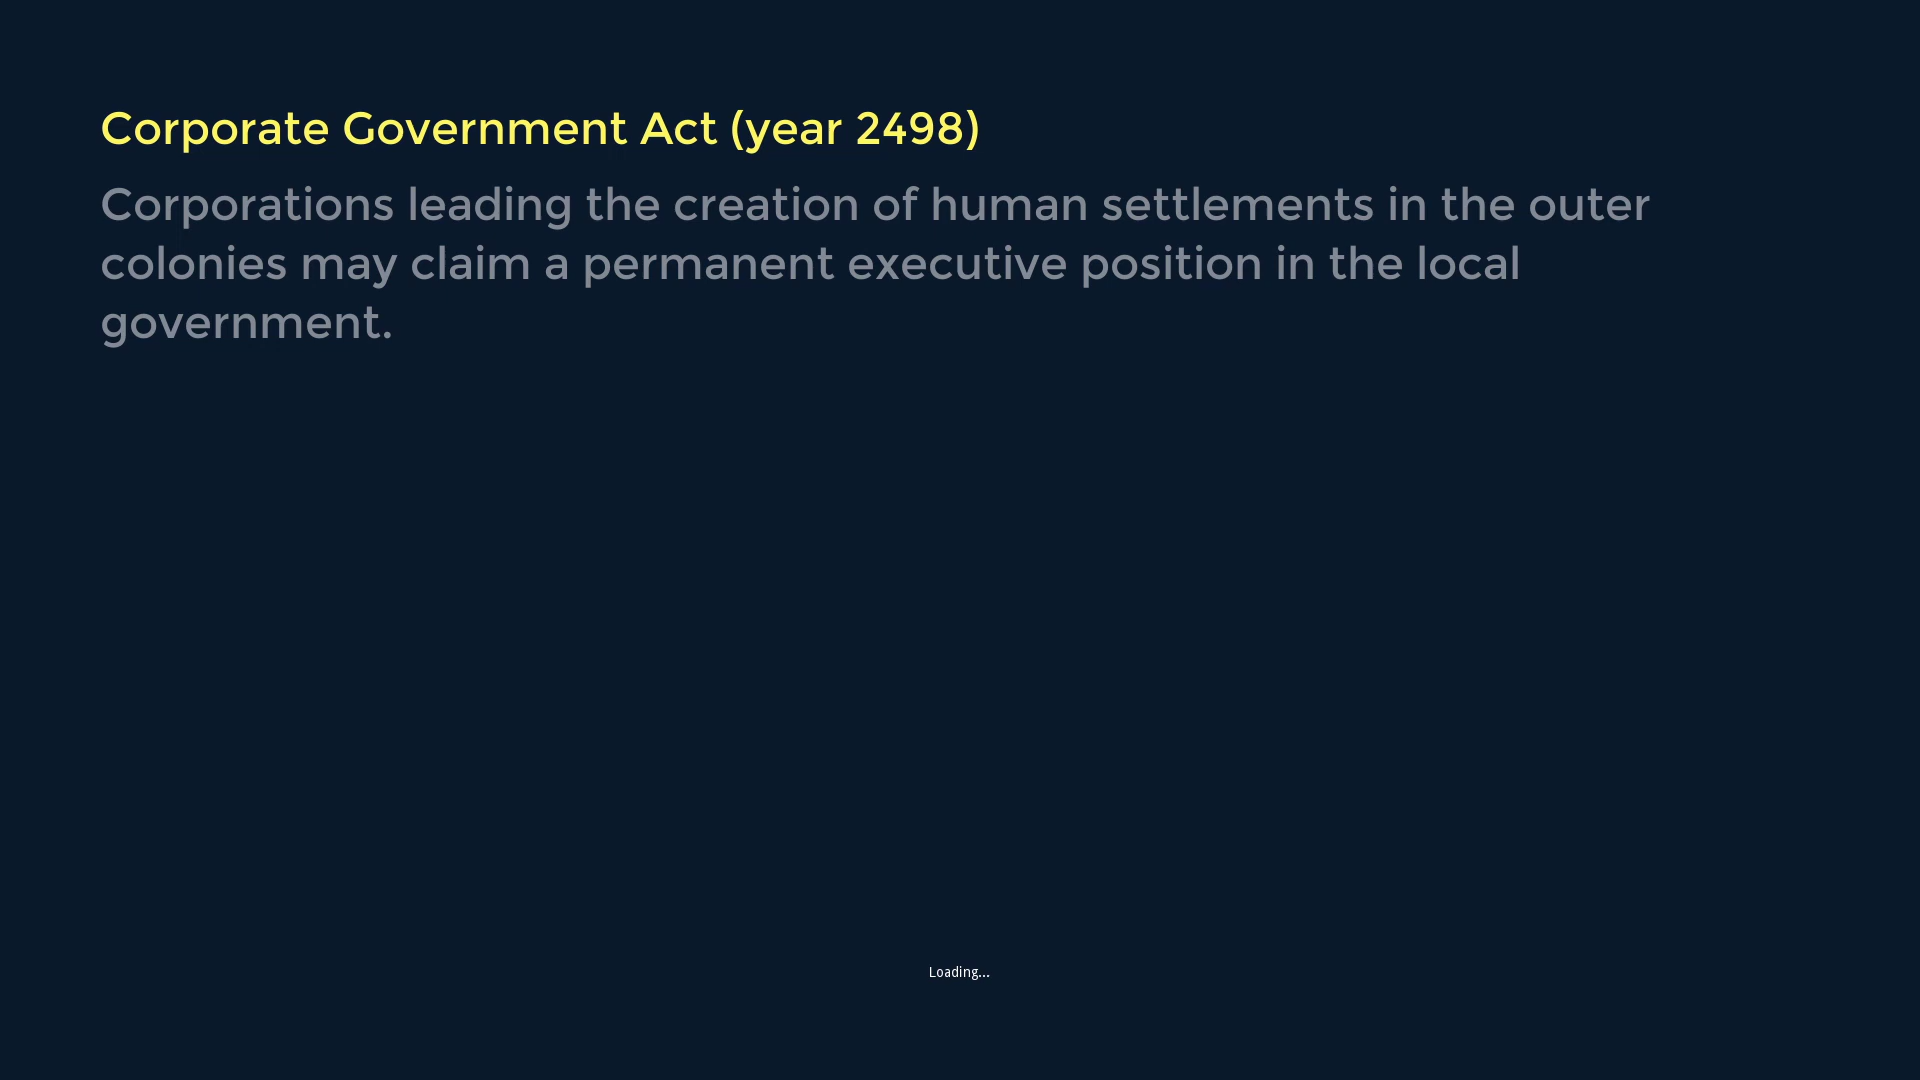 Corporate Government Act (year 2498)
Corporations leading the creation of human settlements in the outer
colonies may claim a permanent executive position in the local
government.
Loading...